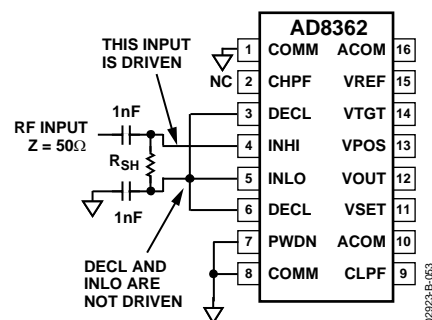 AD8362
THIS INPUT
IS DRIVEN
1 COMM ACOM 16
NC 2 CHPF VREF 15
1nF
3 DECL VTGT 14
RF INPUT
Z = 50Ω
4 INHI VPOS 13
RSH
5 INLO VOUT 12
1nF
6 DECL VSET 11
7 PWDN ACOM 10
DECL AND
INLO ARE
NOT DRIVEN
8 COMM CLPF 9
02923-B-053